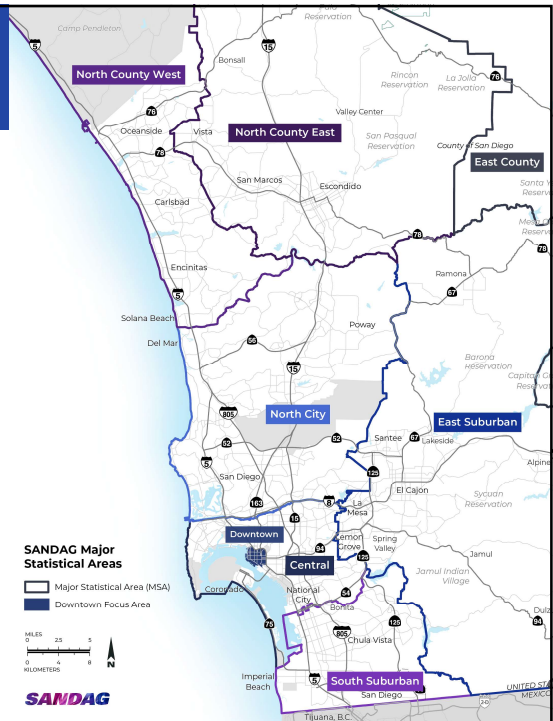 Camp Pendleton
Reservation
5
15
North County West
Bonsall
Rincon
Reservation
La Jolla
Reservation
76
76
Valley Center
Oceanside
Vista
North County East
San Pasqual
Reservation
County of San Diego
78
East County
San Marcos
Escondido
Carlsbad
78
78
Encinitas
Ramona
67
5
Solana Beach
Del Mar
56
Poway
15
Barona
Reservation
805
North City
East Suburban
52
52
Santee
67
Lakeside
5
San Diego
125
Alpine
El Cajon
163
8
La
Mesa
Sycuan
Reservation
15
Downtown
94
Lemon
Grove
Spring
Valley
125
Central
Jamul
SANDAG Major
Statistical Areas
Major Statistical Area (MSA)
Downtown Focus Area
Coronado
National
City
54
Bonita
Jamul Indian
Village
94
75
805
125
Chula Vista
MILES
0 2.5 5
0 4 8
KILOMETERS
N
Imperial
Beach
5
South Suburban
San Diego
UNITED STA
MEXICO
Tijuana, B.C.
2-D
SANDAG